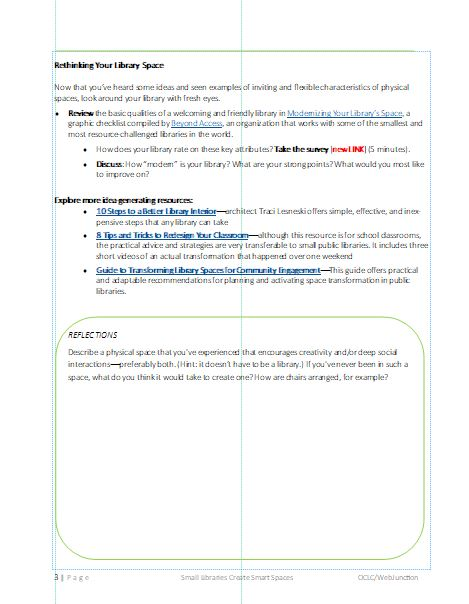 Rethinking Your Library Space
Now that you've heard some ideas and seen examples of inviting and flexible characteristics of physical
spaces, look around your library with fresh eyes.
• Review the basic qualities of a welcoming and friendly library in Modernizing Your Library's Space, a
graphic checklist compiled by Beyond Access, an organization that works with some of the smallest and
most resource challenged libraries in the world.
• How does your library rate on these key attributes? Take the survey [new LINK] (5 minutes).
• Discuss: How "modern" is your library? What are your strong points? What would you most like
to improve on?
Explore more idea generating resources:
• 10 Steps to a Better Library Interior—architect Traci Lesneski offers simple, effective, and inex-
pensive steps that any library can take
• 8 Tips and Tricks to Redesign Your Classroom—although this resource is for school classrooms,
the practical advice and strategies are very transferable to small public libraries. It includes three
short videos of an actual transformation that happened over one weekend
• Guide to Transforming Library Spaces for Community Engagement—This guide offers practical
and adaptable recommendations for planning and activating space transformation in public
libraries.
REFLECTIONS
Describe a physical space that you've experienced that encourages creativity and/or deep social
interactions—preferably both. (Hint: it doesn't have to be a library.) If you've never been in such a
space, what do you think it would take to create one? How are chairs arranged, for example?
3 | Page Small Libraries Create Smart Spaces OCLC/WebJunction